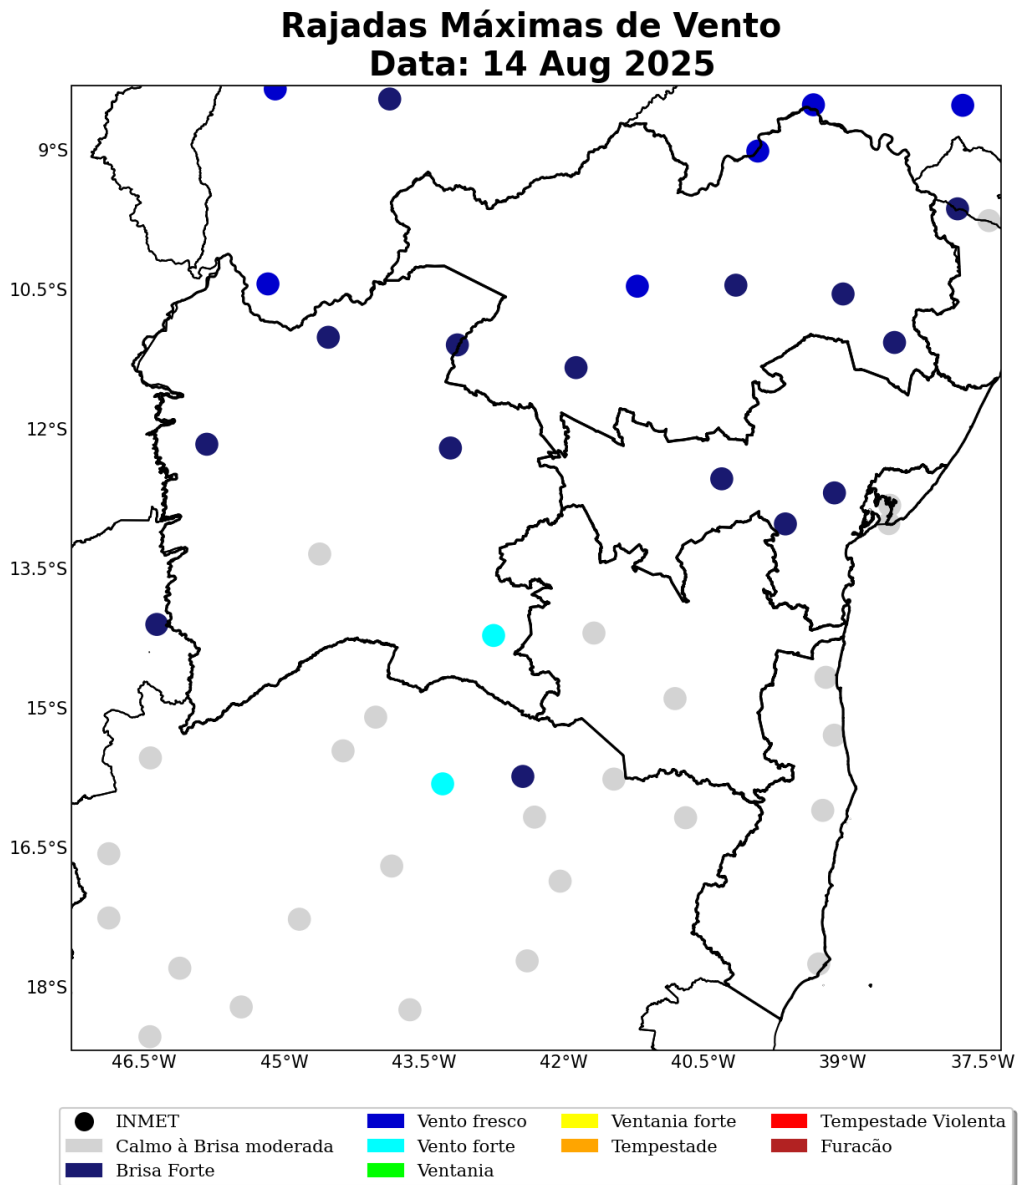 Rajadas Máximas de Vento
Data: 14 Aug 2025
9°S
10.5°S
12°S
13.5°S
15°S
16.5°S
18°S
46.5°W 45°W 43.5°W 42°W 40.5°W 39°W 37.5°W
INMET
Calmo à Brisa moderada
Brisa Forte
Vento fresco
Vento forte
Ventania
Ventania forte
Tempestade
Tempestade Violenta
Furacão